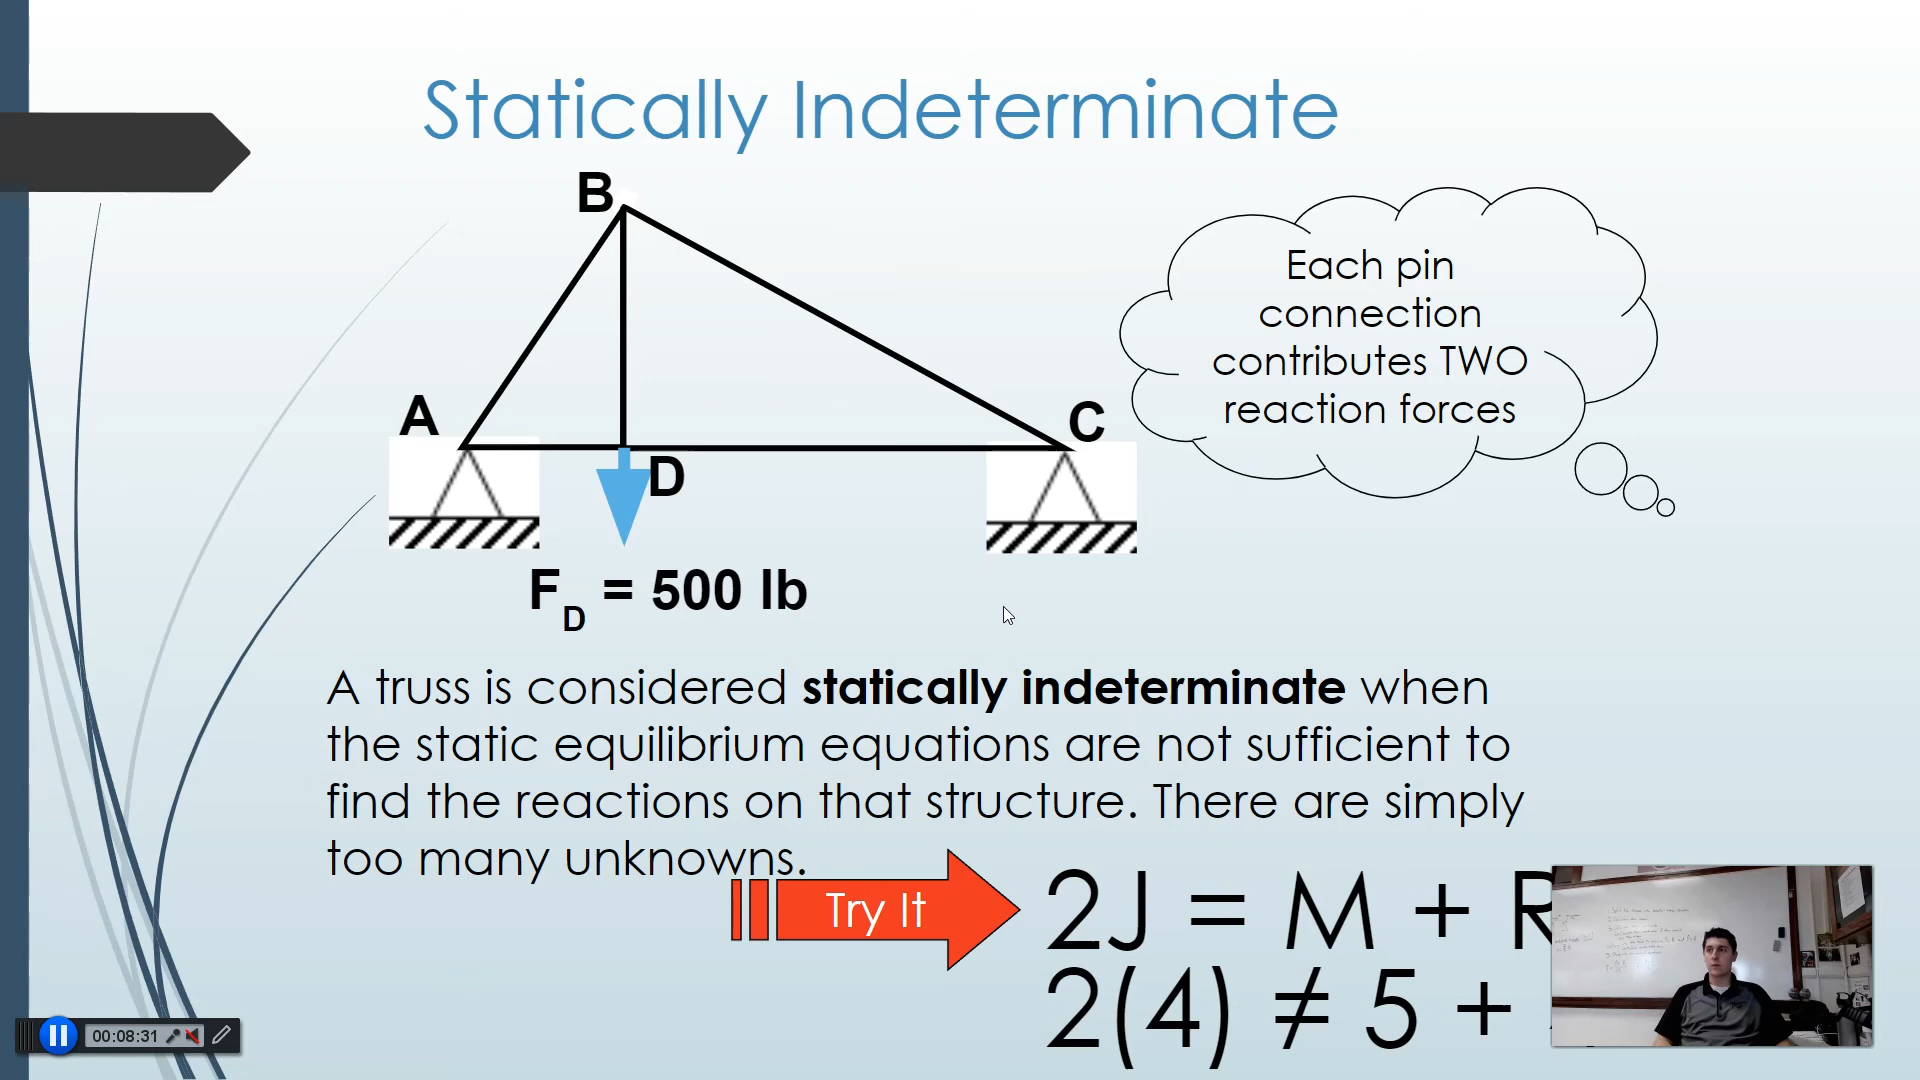 Statically Indeterminate
B
A
C
D
F_D = 500 lb
Each pin
connection
contributes TWO
reaction forces
A truss is considered statically indeterminate when
the static equilibrium equations are not sufficient to
find the reactions on that structure. There are simply
too many unknowns.
Try It
2J = M + R
2(4) ≠ 5 +
00:08:31